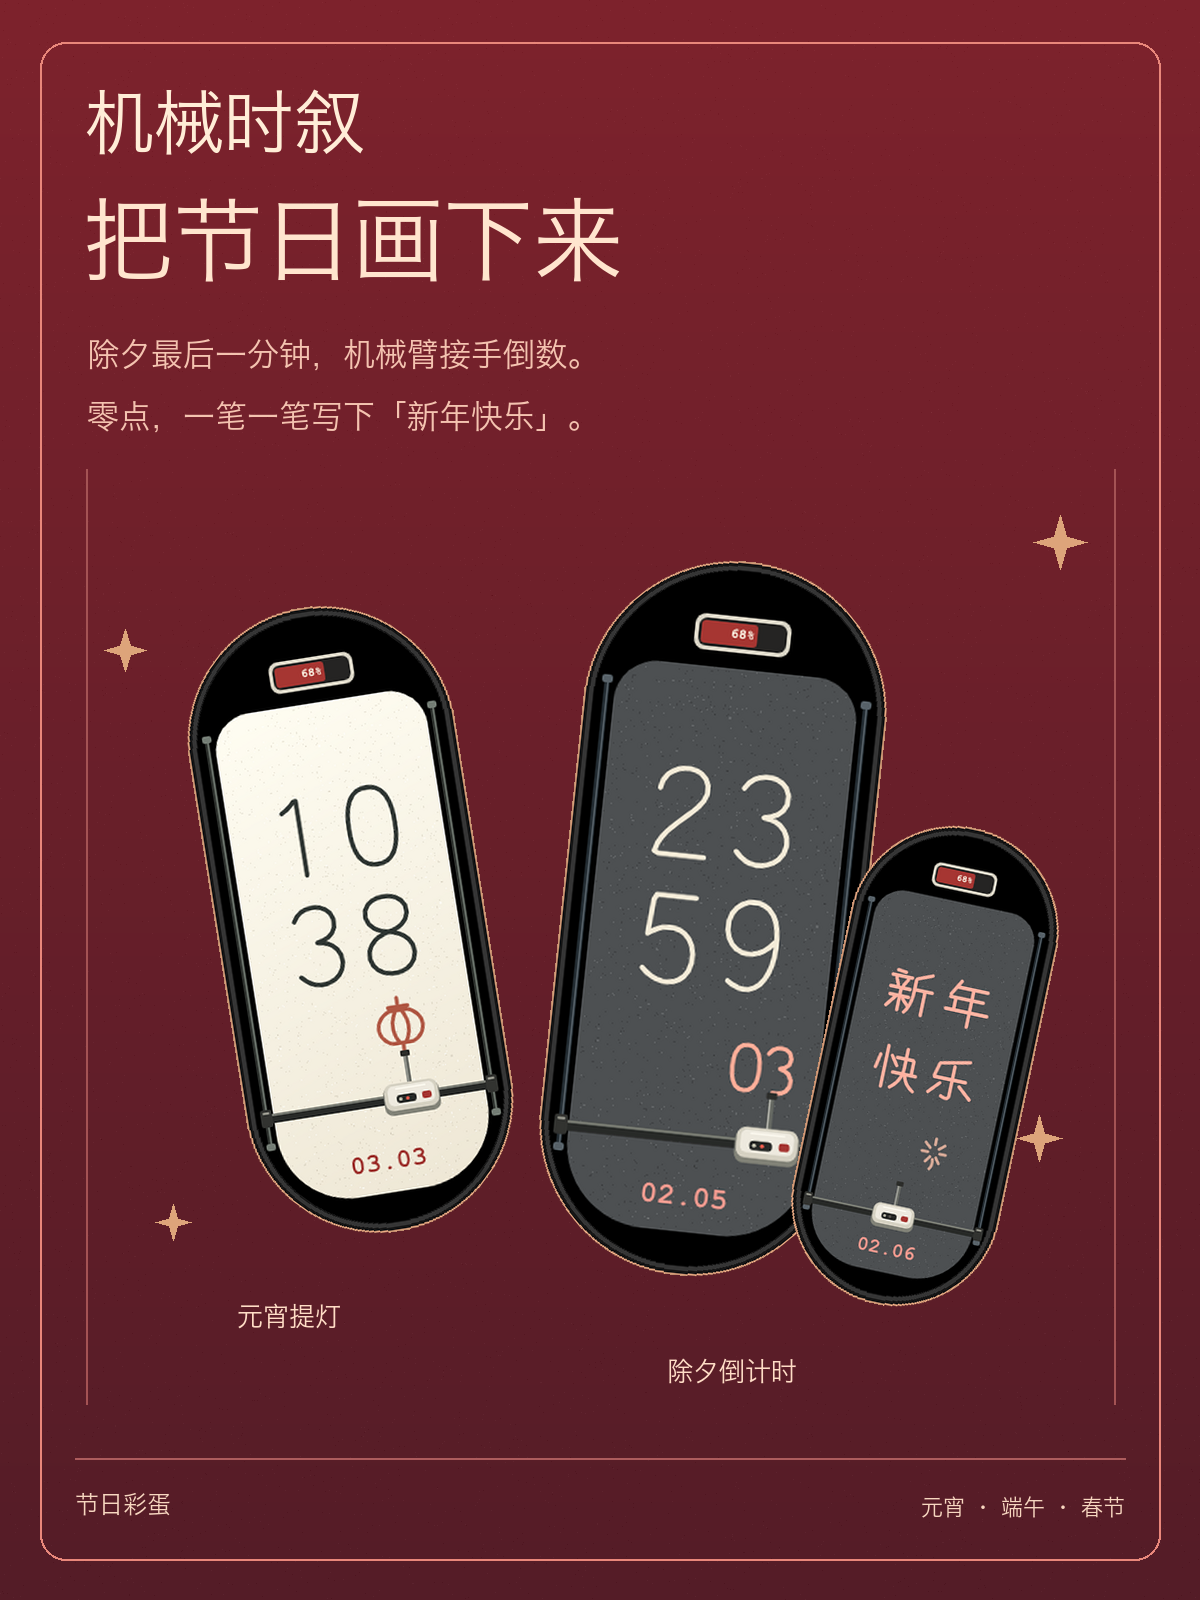 机械时叙
把节日画下来
除夕最后一分钟，机械臂接手倒数。
零点，一笔一笔写下「新年快乐」。
68%
10
38
03.03
68%
23
59
03
02.05
68%
新年
快乐
02.06
元宵提灯
除夕倒计时
节日彩蛋
元宵 · 端午 · 春节